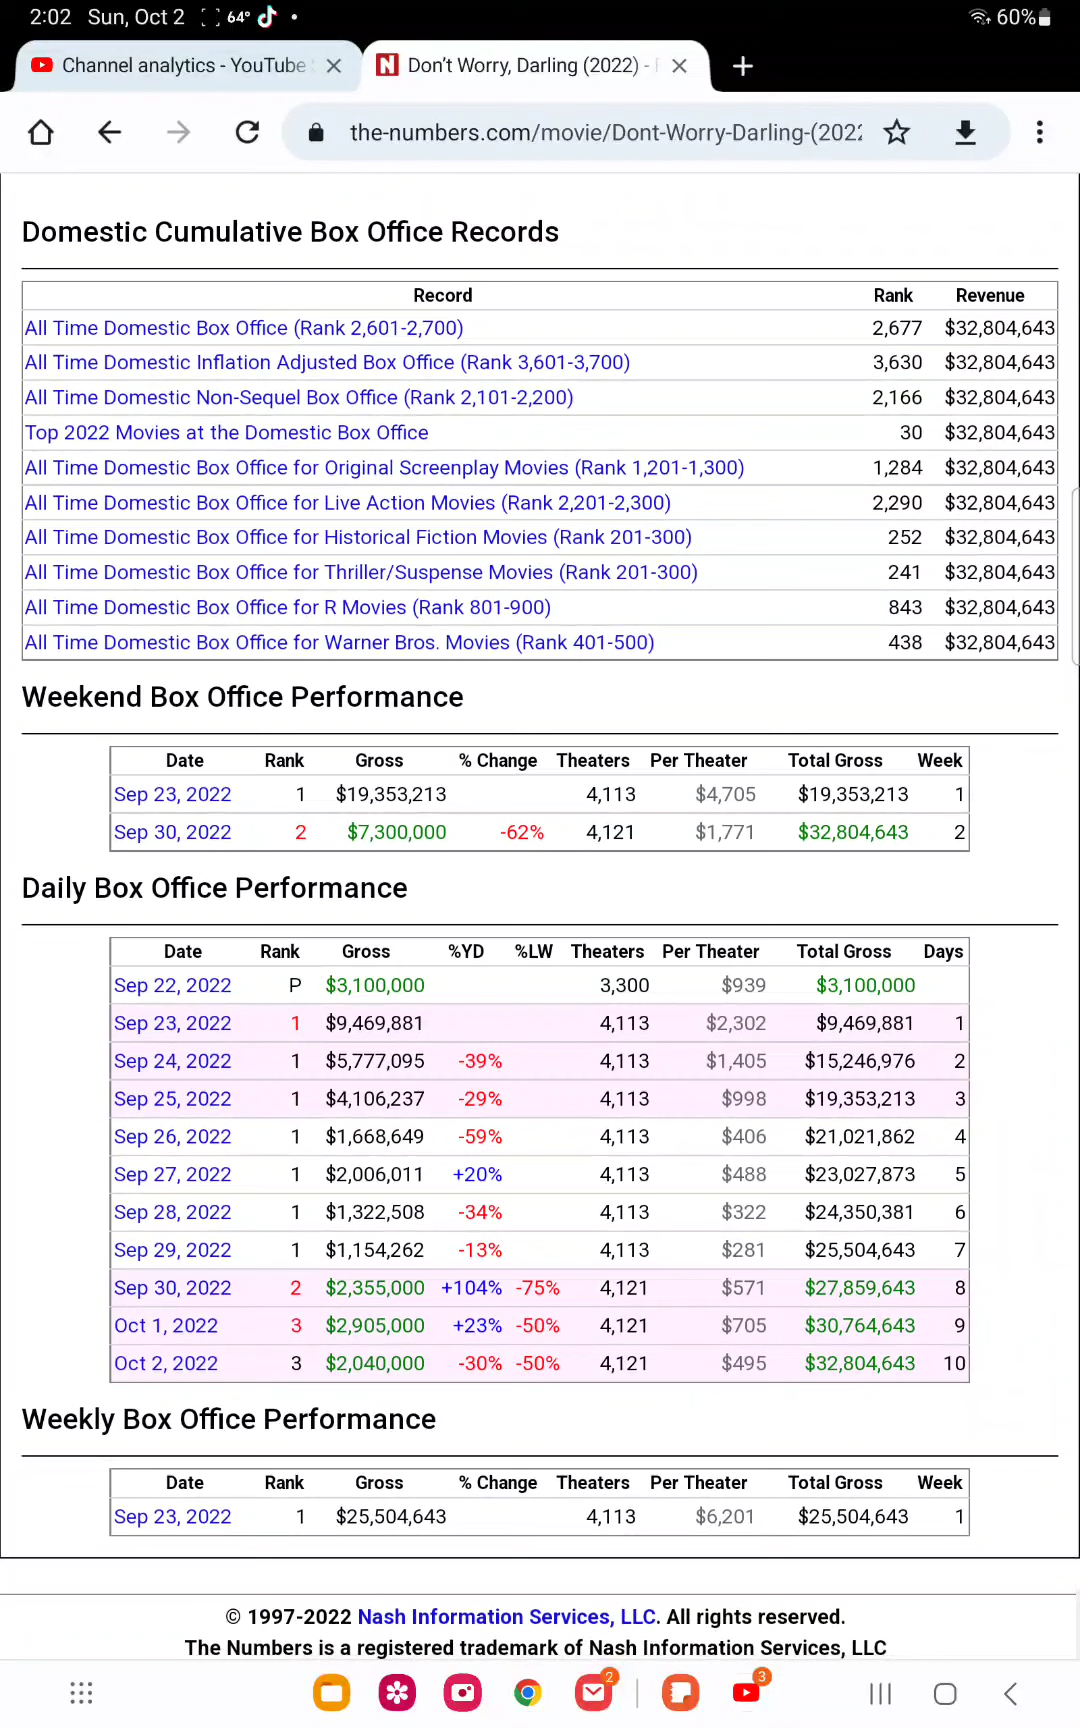 2:02 Sun, Oct 2 64° 60%
Channel analytics - YouTube Don't Worry, Darling (2022) -
the-numbers.com/movie/Dont-Worry-Darling-(202
Domestic Cumulative Box Office Records
Record Rank Revenue
All Time Domestic Box Office (Rank 2,601-2,700) 2,677 $32,804,643
All Time Domestic Inflation Adjusted Box Office (Rank 3,601-3,700) 3,630 $32,804,643
All Time Domestic Non-Sequel Box Office (Rank 2,101-2,200) 2,166 $32,804,643
Top 2022 Movies at the Domestic Box Office 30 $32,804,643
All Time Domestic Box Office for Original Screenplay Movies (Rank 1,201-1,300) 1,284 $32,804,643
All Time Domestic Box Office for Live Action Movies (Rank 2,201-2,300) 2,290 $32,804,643
All Time Domestic Box Office for Historical Fiction Movies (Rank 201-300) 252 $32,804,643
All Time Domestic Box Office for Thriller/Suspense Movies (Rank 201-300) 241 $32,804,643
All Time Domestic Box Office for R Movies (Rank 801-900) 843 $32,804,643
All Time Domestic Box Office for Warner Bros. Movies (Rank 401-500) 438 $32,804,643
Weekend Box Office Performance
Date Rank Gross % Change Theaters Per Theater Total Gross Week
Sep 23, 2022 1 $19,353,213 4,113 $4,705 $19,353,213 1
Sep 30, 2022 2 $7,300,000 -62% 4,121 $1,771 $32,804,643 2
Daily Box Office Performance
Date Rank Gross %YD %LW Theaters Per Theater Total Gross Days
Sep 22, 2022 P $3,100,000 3,300 $939 $3,100,000
Sep 23, 2022 1 $9,469,881 4,113 $2,302 $9,469,881 1
Sep 24, 2022 1 $5,777,095 -39% 4,113 $1,405 $15,246,976 2
Sep 25, 2022 1 $4,106,237 -29% 4,113 $998 $19,353,213 3
Sep 26, 2022 1 $1,668,649 -59% 4,113 $406 $21,021,862 4
Sep 27, 2022 1 $2,006,011 +20% 4,113 $488 $23,027,873 5
Sep 28, 2022 1 $1,322,508 -34% 4,113 $322 $24,350,381 6
Sep 29, 2022 1 $1,154,262 -13% 4,113 $281 $25,504,643 7
Sep 30, 2022 2 $2,355,000 +104% -75% 4,121 $571 $27,859,643 8
Oct 1, 2022 3 $2,905,000 +23% -50% 4,121 $705 $30,764,643 9
Oct 2, 2022 3 $2,040,000 -30% -50% 4,121 $495 $32,804,643 10
Weekly Box Office Performance
Date Rank Gross % Change Theaters Per Theater Total Gross Week
Sep 23, 2022 1 $25,504,643 4,113 $6,201 $25,504,643 1
© 1997-2022 Nash Information Services, LLC. All rights reserved.
The Numbers is a registered trademark of Nash Information Services, LLC
2 3